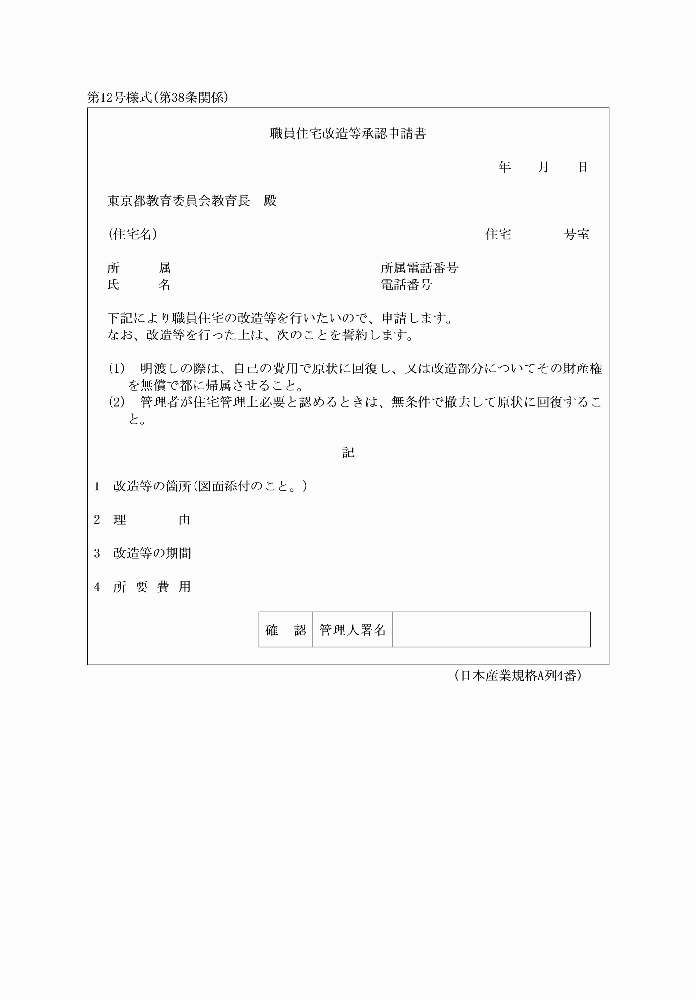 第12号様式(第38条関係)
職員住宅改造等承認申請書
年　　月　　日
東京都教育委員会教育長　殿
(住宅名)　　　　　　　　　　住宅　　　　号室
所　　　属　　　　　　　　　　所属電話番号
氏　　　名　　　　　　　　　　電話番号
下記により職員住宅の改造等を行いたいので、申請します。
なお、改造等を行った上は、次のことを誓約します。
(1)　明渡しの際は、自己の費用で原状に回復し、又は改造部分についてその財産権
を無償で都に帰属させること。
(2)　管理者が住宅管理上必要と認めるときは、無条件で撤去して原状に回復するこ
と。
記
1　改造等の箇所(図面添付のこと。)
2　理　　　　由
3　改造等の期間
4　所 要 費 用
確　認　管理人署名
(日本産業規格A列4番)